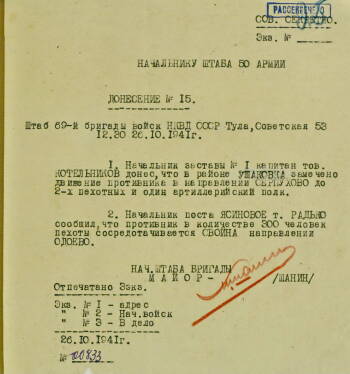 РАССЕКРЕЧЕНО
СОВ. СЕКРЕТНО.
Экз. №
НАЧАЛЬНИКУ ШТАБА 50 АРМИИ
ДОНЕСЕНИЕ № 15.
Штаб 69-й бригады войск НКВД СССР Тула, Советская 53
12.30 26.10.1941г.
1. Начальник заставы № 1 капитан тов.
КОТЕЛЬНИКОВ донес, что в районе УШАКОВКА замечено
движение противника в направлении СЕРПУХОВО до
2-х пехотных и один артиллерийский полк.
2. Начальник поста ЯСИНОВОЕ т. РАДЬКО
сообщил, что противник в количестве 300 человек
пехоты сосредотачивается СВОЙНА направлении
ОДОЕВО.
НАЧ. ШТАБА БРИГАДЫ
МАЙОР - /ШАНИН/
Отпечатано 3экз.
Экз. № 1 - адрес
" № 2 - Нач.войск
" № 3 - В дело
26.10.1941г.
№ 00833